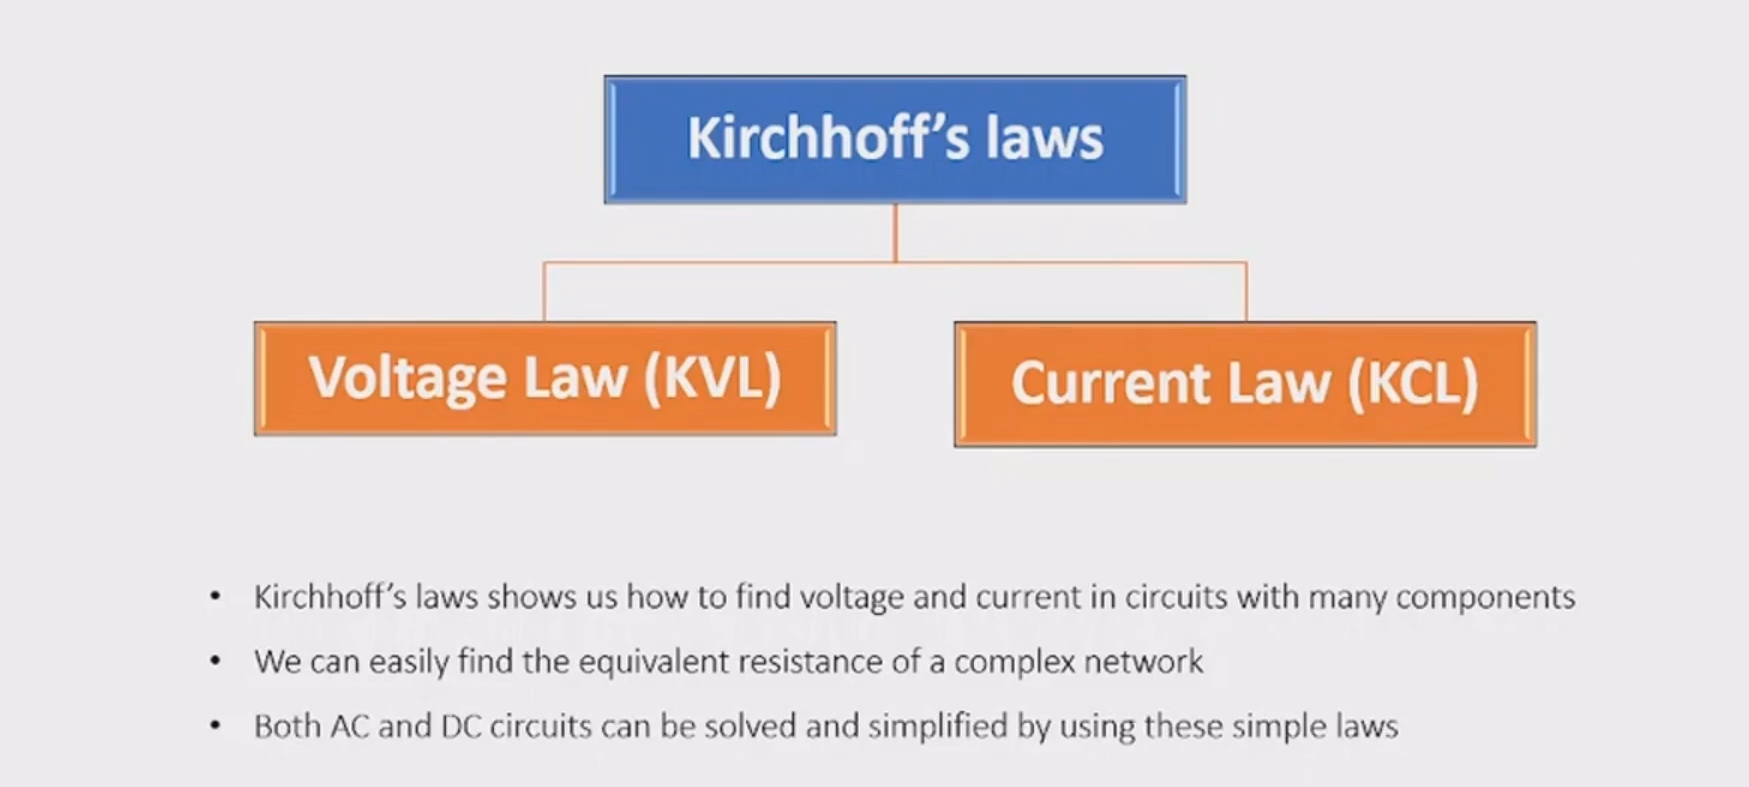 Kirchhoff’s laws
Voltage Law (KVL)
Current Law (KCL)
• Kirchhoff’s laws shows us how to find voltage and current in circuits with many components
• We can easily find the equivalent resistance of a complex network
• Both AC and DC circuits can be solved and simplified by using these simple laws